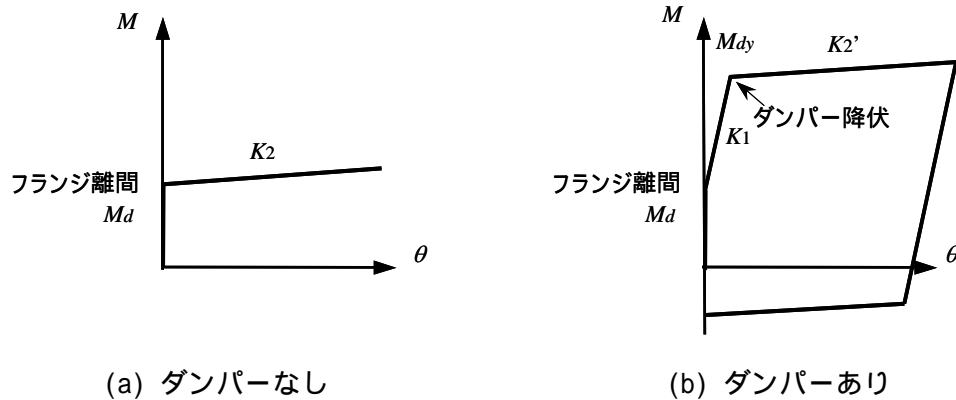 M
K2
フランジ離間
Md
θ
(a) ダンパーなし
M
Mdy
K2’
ダンパー降伏
K1
フランジ離間
Md
θ
(b) ダンパーあり